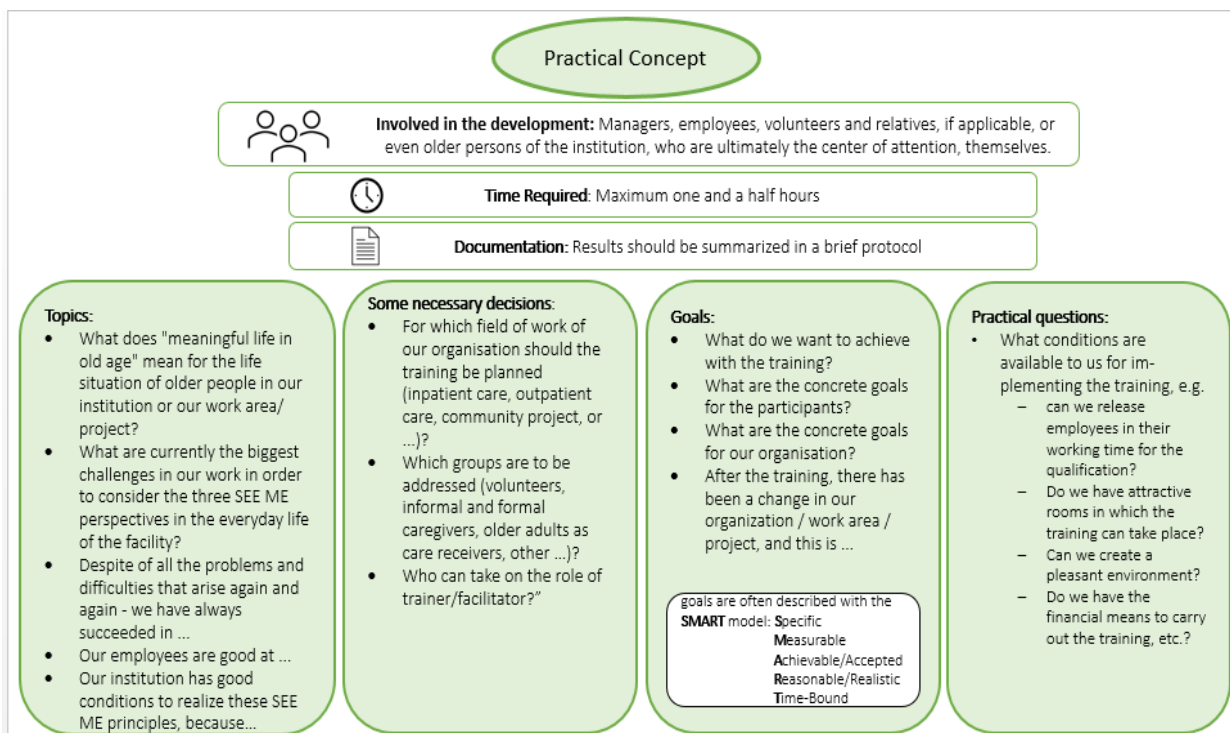 Practical Concept
Involved in the development: Managers, employees, volunteers and relatives, if applicable, or
even older persons of the institution, who are ultimately the center of attention, themselves.
Time Required: Maximum one and a half hours
Documentation: Results should be summarized in a brief protocol
Topics:
• What does "meaningful life in
old age" mean for the life
situation of older people in our
institution or our work area/
project?
• What are currently the biggest
challenges in our work in order
to consider the three SEE ME
perspectives in the everyday life
of the facility?
• Despite of all the problems and
difficulties that arise again and
again - we have always
succeeded in ...
• Our employees are good at ...
• Our institution has good
conditions to realize these SEE
ME principles, because...
Some necessary decisions:
• For which field of work of
our organisation should the
training be planned
(inpatient care, outpatient
care, community project, or
...)?
• Which groups are to be
addressed (volunteers,
informal and formal
caregivers, older adults as
care receivers, other ...)?
• Who can take on the role of
trainer/facilitator?"
Goals:
• What do we want to achieve
with the training?
• What are the concrete goals
for the participants?
• What are the concrete goals
for our organisation?
• After the training, there has
been a change in our
organization / work area /
project, and this is ...
goals are often described with the
SMART model: Specific
Measurable
Achievable/Accepted
Reasonable/Realistic
Time-Bound
Practical questions:
• What conditions are
available to us for im-
plementing the training, e.g.
– can we release
employees in their
working time for the
qualification?
– Do we have attractive
rooms in which the
training can take place?
– Can we create a
pleasant environment?
– Do we have the
financial means to carry
out the training, etc.?